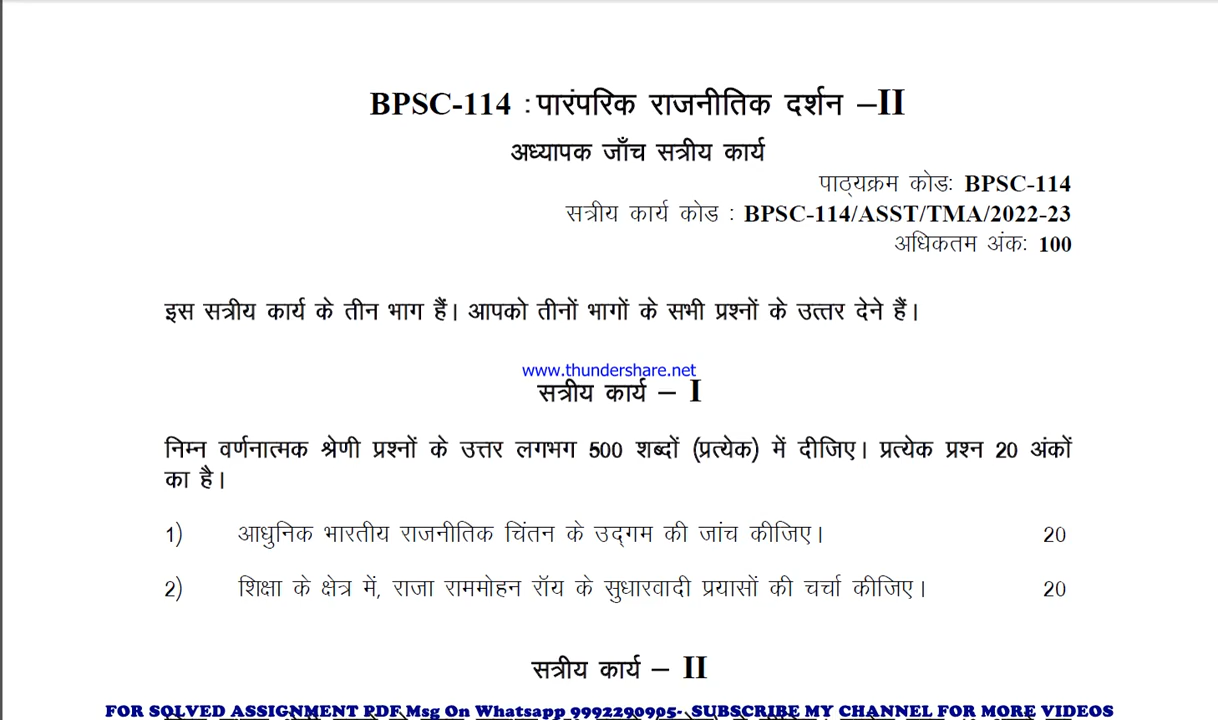 BPSC-114 : पारंपरिक राजनीतिक दर्शन –II
अध्यापक जाँच सत्रीय कार्य
पाठ्यक्रम कोडः BPSC-114
सत्रीय कार्य कोड : BPSC-114/ASST/TMA/2022-23
अधिकतम अंकः 100
इस सत्रीय कार्य के तीन भाग हैं। आपको तीनों भागों के सभी प्रश्नों के उत्तर देने हैं।
www.thundershare.net
सत्रीय कार्य – I
निम्न वर्णनात्मक श्रेणी प्रश्नों के उत्तर लगभग 500 शब्दों (प्रत्येक) में दीजिए। प्रत्येक प्रश्न 20 अंकों
का है।
1) आधुनिक भारतीय राजनीतिक चिंतन के उद्गम की जांच कीजिए। 20
2) शिक्षा के क्षेत्र में, राजा राममोहन रॉय के सुधारवादी प्रयासों की चर्चा कीजिए। 20
सत्रीय कार्य – II
FOR SOLVED ASSIGNMENT PDF Msg On Whatsapp 9992290905- SUBSCRIBE MY CHANNEL FOR MORE VIDEOS